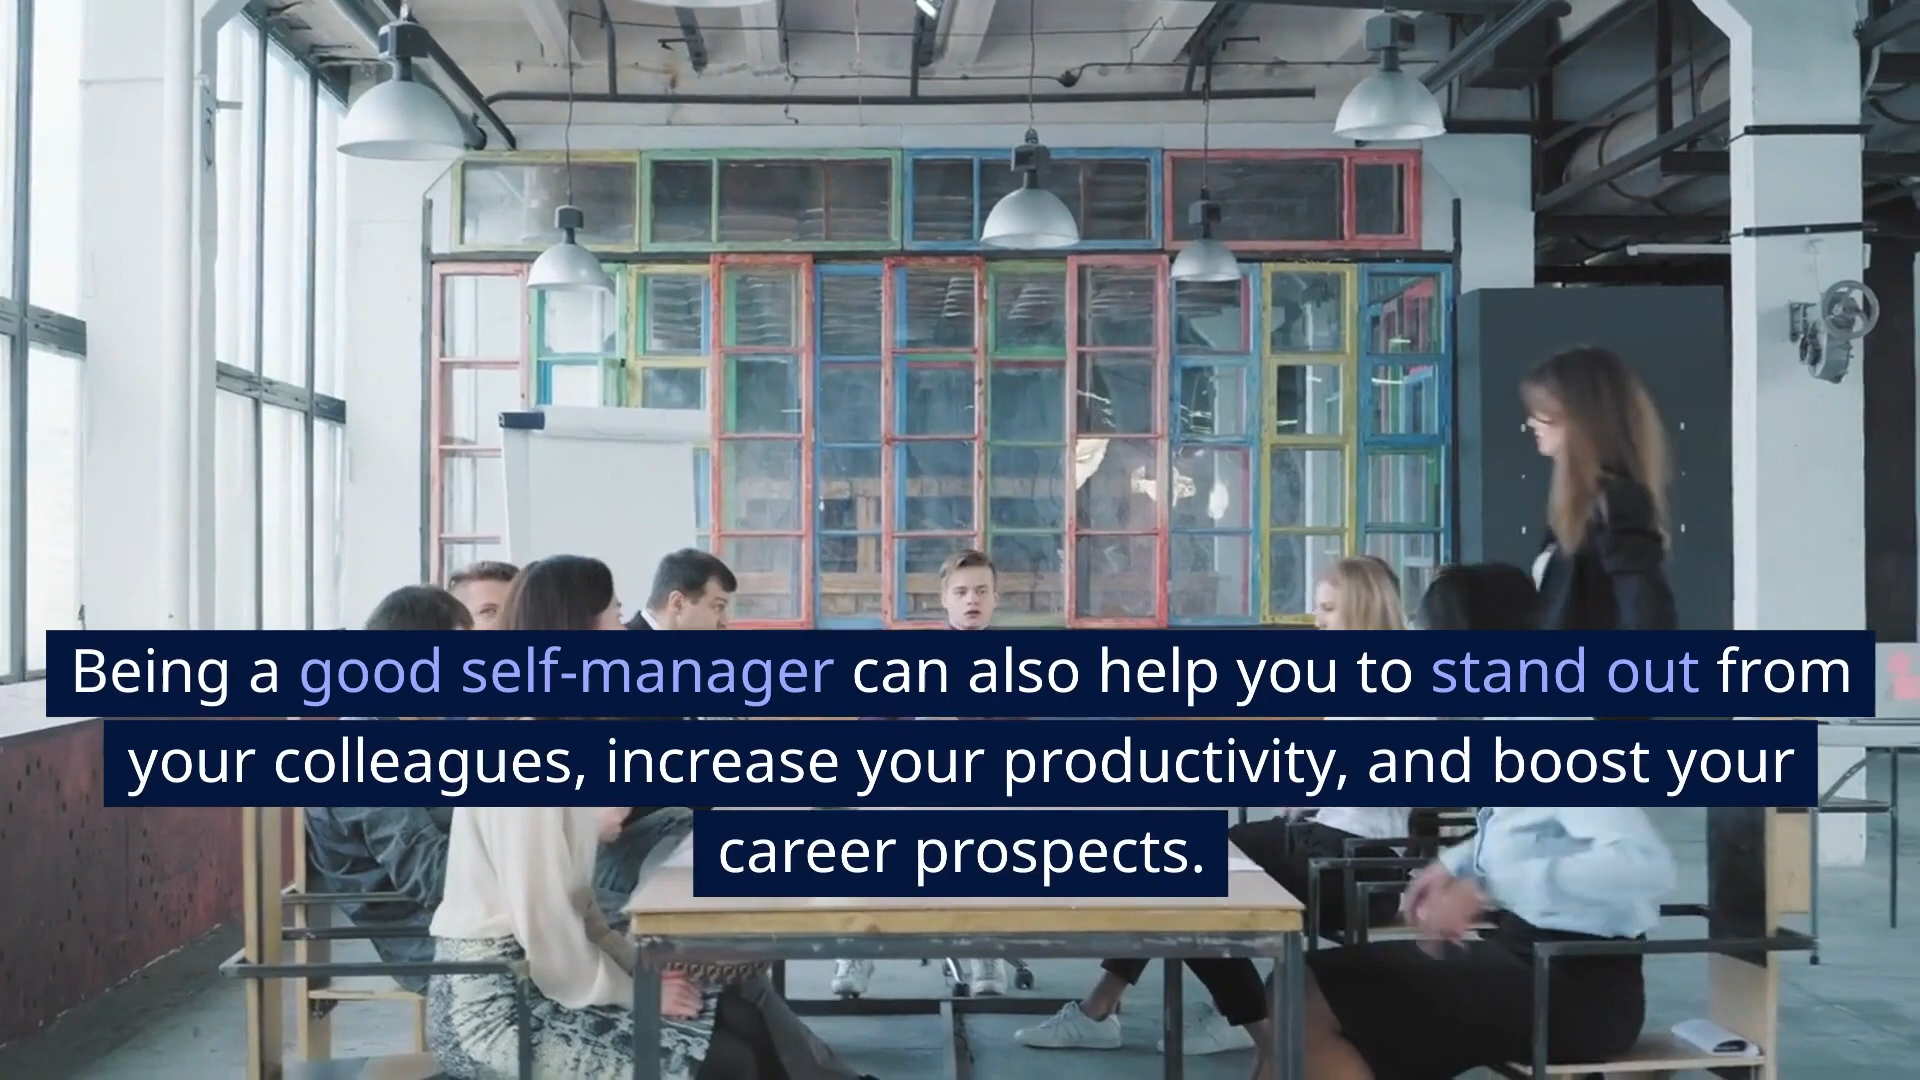 Being a good self-manager can also help you to stand out from
your colleagues, increase your productivity, and boost your
career prospects.